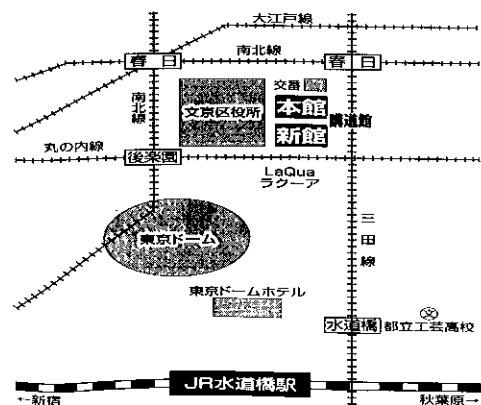 大江戸線
南北線
春日
春日
南北線
交番
文京区役所
本館
新館
講道館
丸の内線
後楽園
LaQua
ラクーア
東京ドーム
三田線
東京ドームホテル
水道橋
都立工芸高校
JR水道橋駅
←新宿
秋葉原→